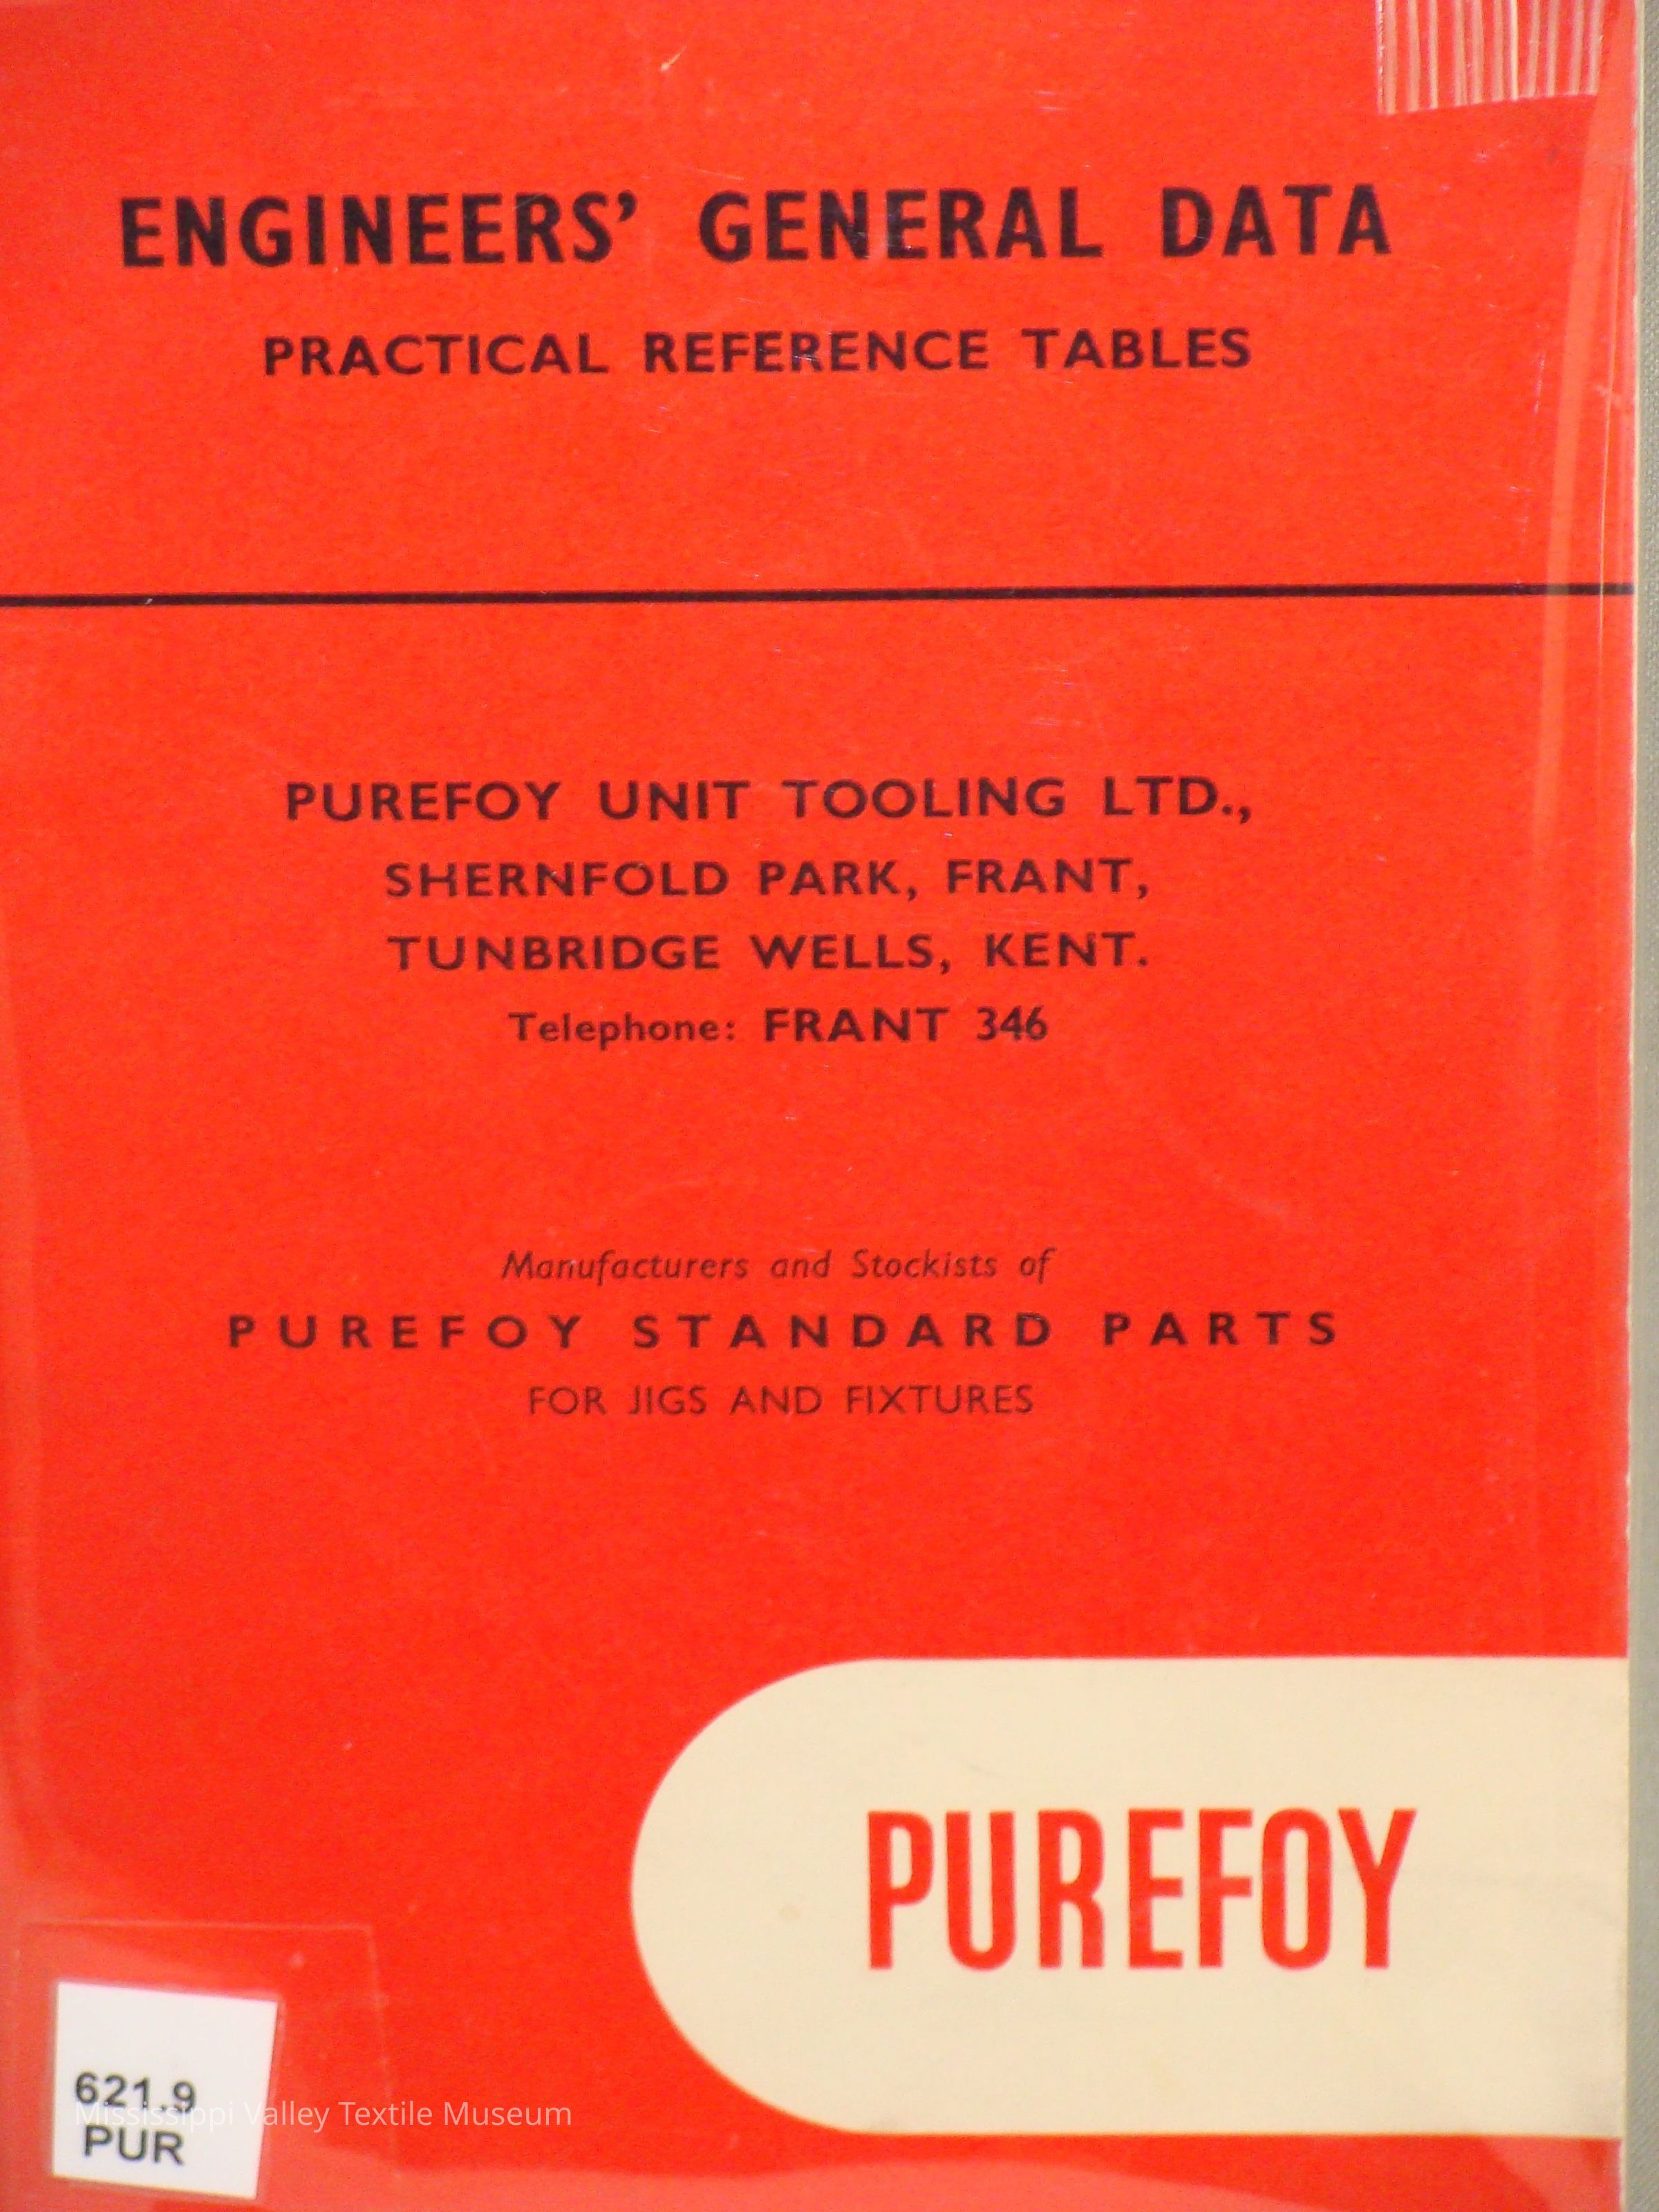 ENGINEERS’ GENERAL DATA
PRACTICAL REFERENCE TABLES
PUREFOY UNIT TOOLING LTD.,
SHERNFOLD PARK, FRANT,
TUNBRIDGE WELLS, KENT.
Telephone: FRANT 346
Manufacturers and Stockists of
PUREFOY STANDARD PARTS
FOR JIGS AND FIXTURES
PUREFOY
621.9
Mississippi Valley Textile Museum
PUR